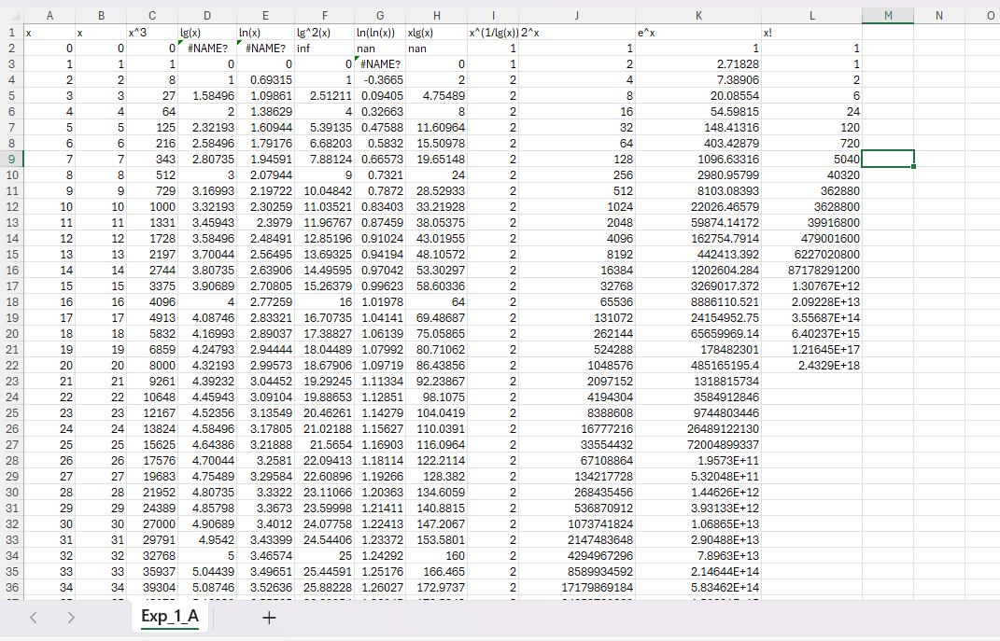 A B C D E F G H I J K L M N O
1 x x x^3 lg(x) ln(x) lg^2(x) ln(ln(x)) xlg(x) x^(1/lg(x)) 2^x e^x x!
2 0 0 0 #NAME? #NAME? inf nan nan 1 1 1 1
3 1 1 1 0 0 0 #NAME? 0 1 2 2.71828 1
4 2 2 8 1 0.69315 1 -0.3665 2 2 4 7.38906 2
5 3 3 27 1.58496 1.09861 2.51211 0.09405 4.75489 2 8 20.08554 6
6 4 4 64 2 1.38629 4 0.32663 8 2 16 54.59815 24
7 5 5 125 2.32193 1.60944 5.39135 0.47588 11.60964 2 32 148.41316 120
8 6 6 216 2.58496 1.79176 6.68203 0.5832 15.50978 2 64 403.42879 720
9 7 7 343 2.80735 1.94591 7.88124 0.66573 19.65148 2 128 1096.63316 5040
10 8 8 512 3 2.07944 9 0.7321 24 2 256 2980.95799 40320
11 9 9 729 3.16993 2.19722 10.04842 0.7872 28.52933 2 512 8103.08393 362880
12 10 10 1000 3.32193 2.30259 11.03521 0.83403 33.21928 2 1024 22026.46579 3628800
13 11 11 1331 3.45943 2.3979 11.96767 0.87459 38.05375 2 2048 59874.14172 39916800
14 12 12 1728 3.58496 2.48491 12.85196 0.91024 43.01955 2 4096 162754.7914 479001600
15 13 13 2197 3.70044 2.56495 13.69325 0.94194 48.10572 2 8192 442413.392 6227020800
16 14 14 2744 3.80735 2.63906 14.49595 0.97042 53.30297 2 16384 1202604.284 87178291200
17 15 15 3375 3.90689 2.70805 15.26379 0.99623 58.60336 2 32768 3269017.372 1.30767E+12
18 16 16 4096 4 2.77259 16 1.01978 64 2 65536 8886110.521 2.09228E+13
19 17 17 4913 4.08746 2.83321 16.70735 1.04141 69.48687 2 131072 24154952.75 3.55687E+14
20 18 18 5832 4.16993 2.89037 17.38827 1.06139 75.05865 2 262144 65659969.14 6.40237E+15
21 19 19 6859 4.24793 2.94444 18.04489 1.07992 80.71062 2 524288 178482301 1.21645E+17
22 20 20 8000 4.32193 2.99573 18.67906 1.09719 86.43856 2 1048576 485165195.4 2.4329E+18
23 21 21 9261 4.39232 3.04452 19.29245 1.11334 92.23867 2 2097152 1318815734
24 22 22 10648 4.45943 3.09104 19.88653 1.12851 98.1075 2 4194304 3584912846
25 23 23 12167 4.52356 3.13549 20.46261 1.14279 104.0419 2 8388608 9744803446
26 24 24 13824 4.58496 3.17805 21.02188 1.15627 110.0391 2 16777216 26489122130
27 25 25 15625 4.64386 3.21888 21.5654 1.16903 116.0964 2 33554432 72004899337
28 26 26 17576 4.70044 3.2581 22.09413 1.18114 122.2114 2 67108864 1.9573E+11
29 27 27 19683 4.75489 3.29584 22.60896 1.19266 128.382 2 134217728 5.32048E+11
30 28 28 21952 4.80735 3.3322 23.11066 1.20363 134.6059 2 268435456 1.44626E+12
31 29 29 24389 4.85798 3.3673 23.59998 1.21411 140.8815 2 536870912 3.93133E+12
32 30 30 27000 4.90689 3.4012 24.07758 1.22413 147.2067 2 1073741824 1.06865E+13
33 31 31 29791 4.9542 3.43399 24.54406 1.23372 153.5801 2 2147483648 2.90488E+13
34 32 32 32768 5 3.46574 25 1.24292 160 2 4294967296 7.8963E+13
35 33 33 35937 5.04439 3.49651 25.44591 1.25176 166.465 2 8589934592 2.14644E+14
36 34 34 39304 5.08746 3.52636 25.88228 1.26027 172.9737 2 17179869184 5.83462E+14
Exp_1_A